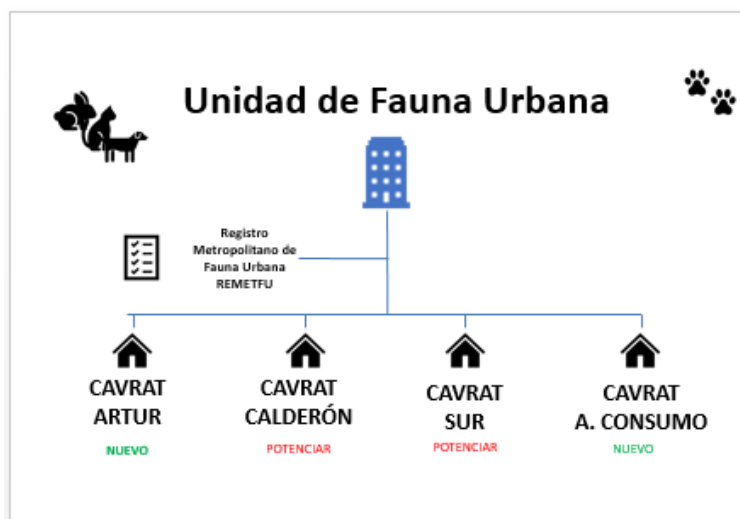 Unidad de Fauna Urbana
Registro
Metropolitano de
Fauna Urbana
REMETFU
CAVRAT
ARTUR
NUEVO
CAVRAT
CALDERÓN
POTENCIAR
CAVRAT
SUR
POTENCIAR
CAVRAT
A. CONSUMO
NUEVO